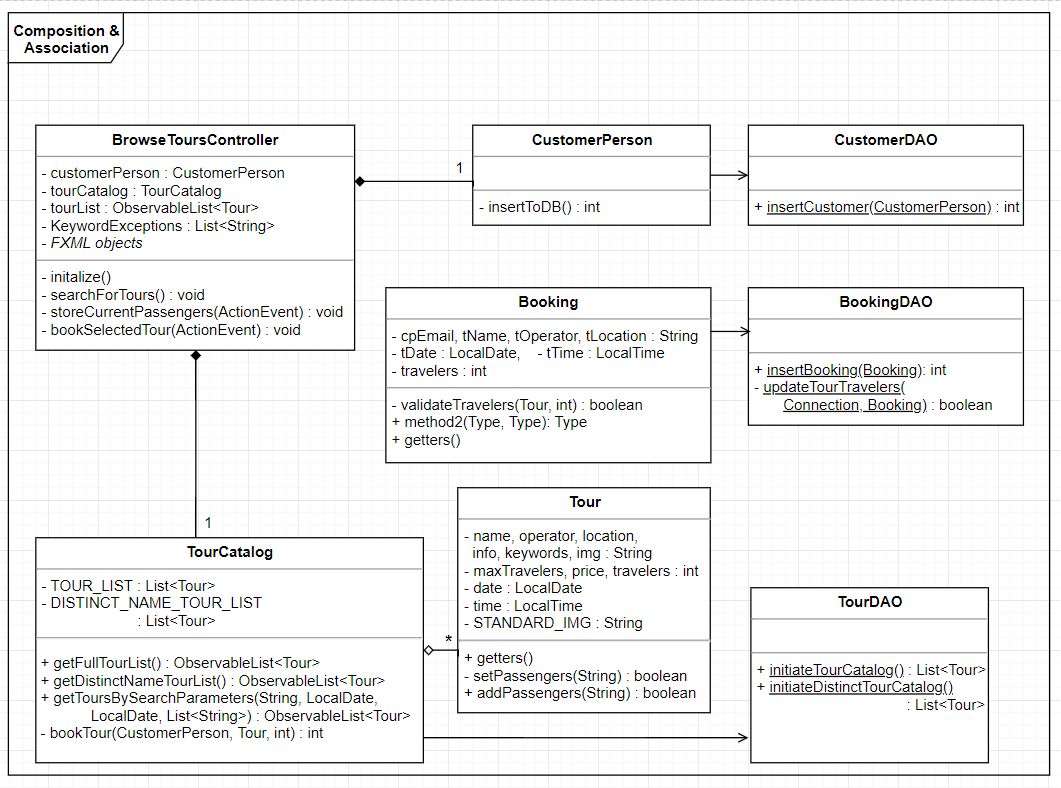 Composition &
Association
BrowseToursController
- customerPerson : CustomerPerson
- tourCatalog : TourCatalog
- tourList : ObservableList<Tour>
- KeywordExceptions : List<String>
- FXML objects
- initalize()
- searchForTours() : void
- storeCurrentPassengers(ActionEvent) : void
- bookSelectedTour(ActionEvent) : void
1
CustomerPerson
- insertToDB() : int
CustomerDAO
+ insertCustomer(CustomerPerson) : int
Booking
- cpEmail, tName, tOperator, tLocation : String
- tDate : LocalDate, - tTime : LocalTime
- travelers : int
- validateTravelers(Tour, int) : boolean
+ method2(Type, Type): Type
+ getters()
BookingDAO
+ insertBooking(Booking): int
- updateTourTravelers(
Connection, Booking) : boolean
1
TourCatalog
- TOUR_LIST : List<Tour>
- DISTINCT_NAME_TOUR_LIST
: List<Tour>
+ getFullTourList() : ObservableList<Tour>
+ getDistinctNameTourList() : ObservableList<Tour>
+ getToursBySearchParameters(String, LocalDate,
LocalDate, List<String>) : ObservableList<Tour>
- bookTour(CustomerPerson, Tour, int) : int
*
Tour
- name, operator, location,
info, keywords, img : String
- maxTravelers, price, travelers : int
- date : LocalDate
- time : LocalTime
- STANDARD_IMG : String
+ getters()
- setPassengers(String) : boolean
+ addPassengers(String) : boolean
TourDAO
+ initiateTourCatalog() : List<Tour>
+ initiateDistinctTourCatalog()
: List<Tour>